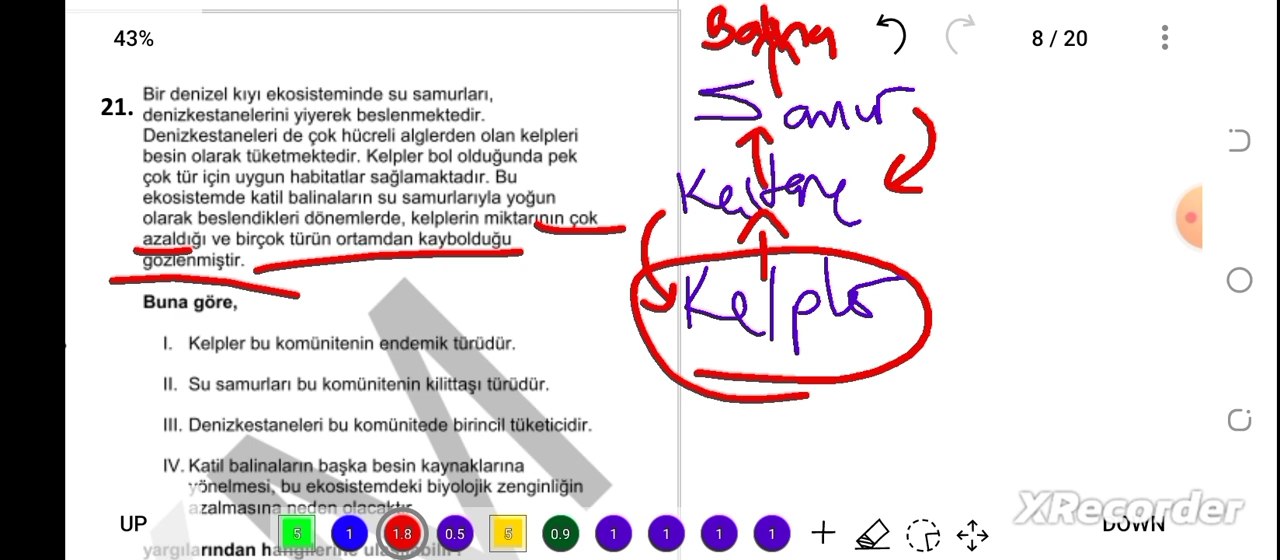 43%
8 / 20
21. Bir denizel kıyı ekosisteminde su samurları,
denizkestanelerini yiyerek beslenmektedir.
Denizkestaneleri de çok hücreli alglerden olan kelpleri
besin olarak tüketmektedir. Kelpler bol olduğunda pek
çok tür için uygun habitatlar sağlamaktadır. Bu
ekosistemde katil balinaların su samurlarıyla yoğun
olarak beslendikleri dönemlerde, kelplerin miktarının çok
azaldığı ve birçok türün ortamdan kaybolduğu
gözlenmiştir.
Buna göre,
I. Kelpler bu komünitenin endemik türüdür.
II. Su samurları bu komünitenin kilittaşı türüdür.
III. Denizkestaneleri bu komünitede birincil tüketicidir.
IV. Katil balinaların başka besin kaynaklarına
yönelmesi, bu ekosistemdeki biyolojik zenginliğin
azalmasına neden olacaktır.
yargılarından hangilerine ulaşılabilir?
Balina
Samur
Kestane
Kelpler
UP
5
1
1.8
0.5
5
0.9
1
1
1
1
DOWN
XRecorder